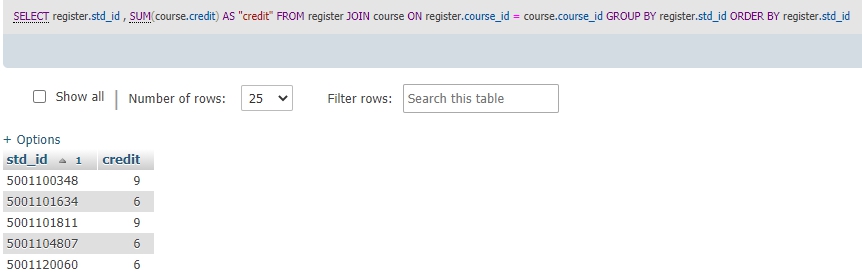 SELECT register.std_id , SUM(course.credit) AS "credit" FROM register JOIN course ON register.course_id = course.course_id GROUP BY register.std_id ORDER BY register.std_id
Show all Number of rows: 25 Filter rows: Search this table
+ Options
std_id 1 credit
5001100348 9
5001101634 6
5001101811 9
5001104807 6
5001120060 6